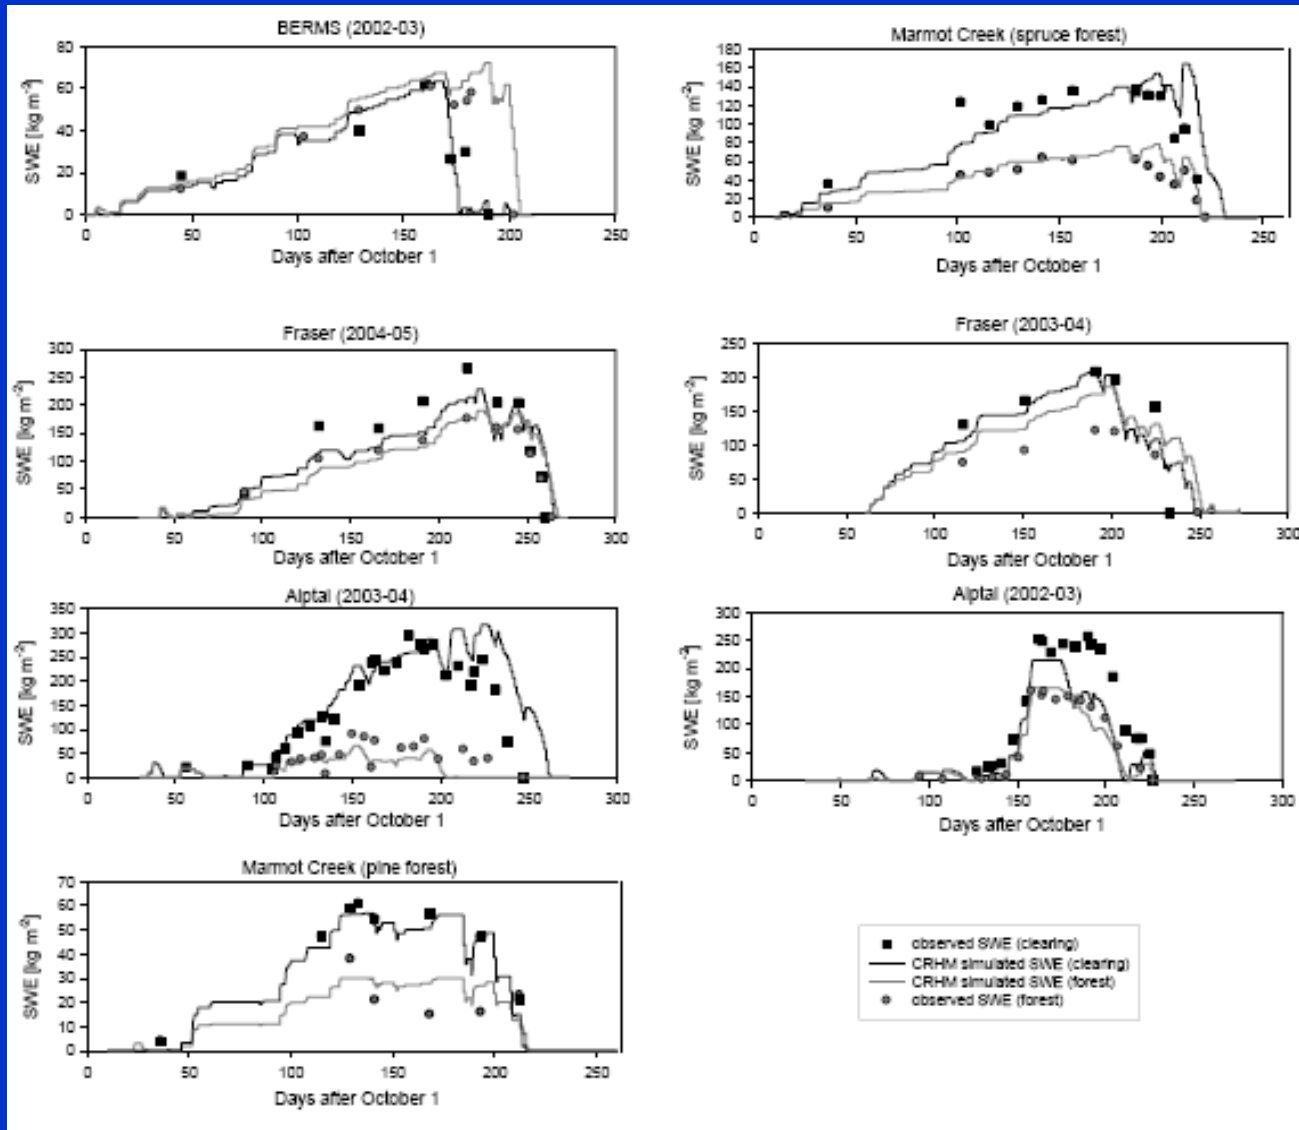 BERMS (2002-03)
SWE [kg m-2]
80
60
40
20
0
0 50 100 150 200 250
Days after October 1
Marmot Creek (spruce forest)
SWE [kg m-2]
180
160
140
120
100
80
60
40
20
0
0 50 100 150 200 250
Days after October 1
Fraser (2004-05)
SWE [kg m-2]
300
250
200
150
100
50
0
0 50 100 150 200 250 300
Days after October 1
Fraser (2003-04)
SWE [kg m-2]
250
200
150
100
50
0
0 50 100 150 200 250 300
Days after October 1
Alptal (2003-04)
SWE [kg m-2]
350
300
250
200
150
100
50
0
0 50 100 150 200 250 300
Days after October 1
Alptal (2002-03)
SWE [kg m-2]
300
250
200
150
100
50
0
0 50 100 150 200 250 300
Days after October 1
Marmot Creek (pine forest)
SWE [kg m-2]
70
60
50
40
30
20
10
0
0 50 100 150 200 250
Days after October 1
observed SWE (clearing)
CRHM simulated SWE (clearing)
CRHM simulated SWE (forest)
observed SWE (forest)